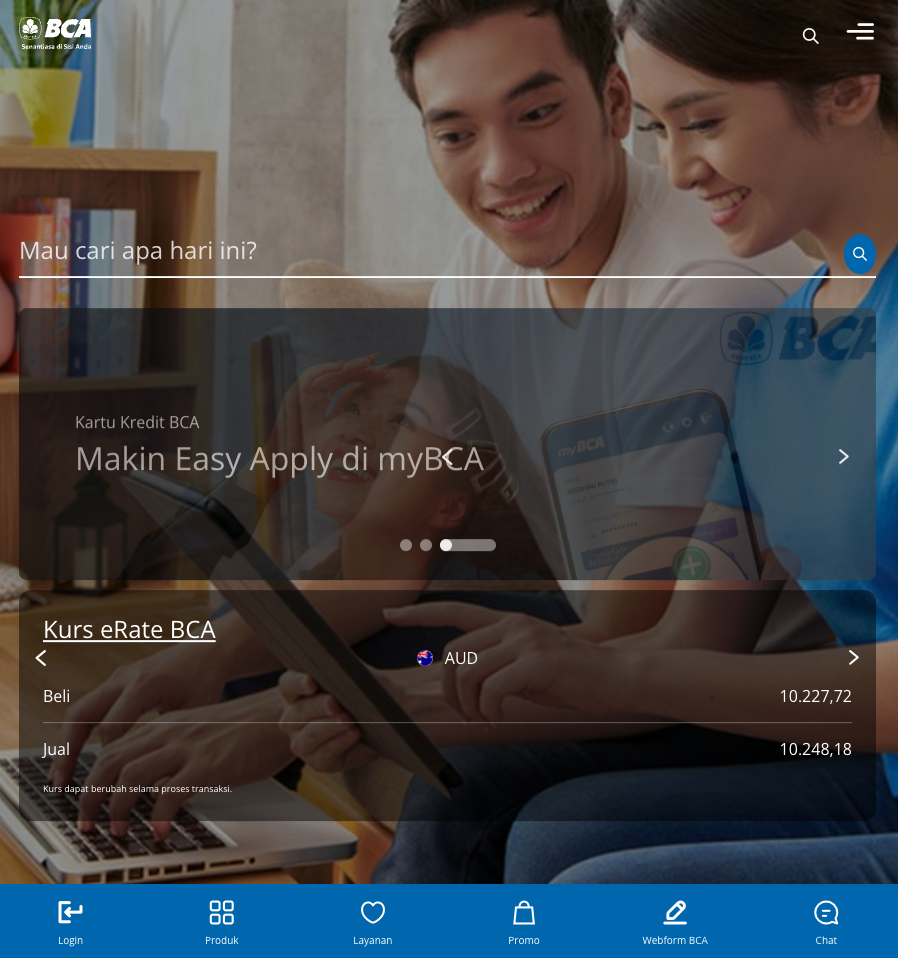 BCA
Senantiasa di Sisi Anda
Mau cari apa hari ini?
BCA
Kartu Kredit BCA
Makin Easy Apply di myBCA
myBCA
Kurs eRate BCA
AUD
Beli 10.227,72
Jual 10.248,18
Kurs dapat berubah selama proses transaksi.
Login Produk Layanan Promo Webform BCA Chat